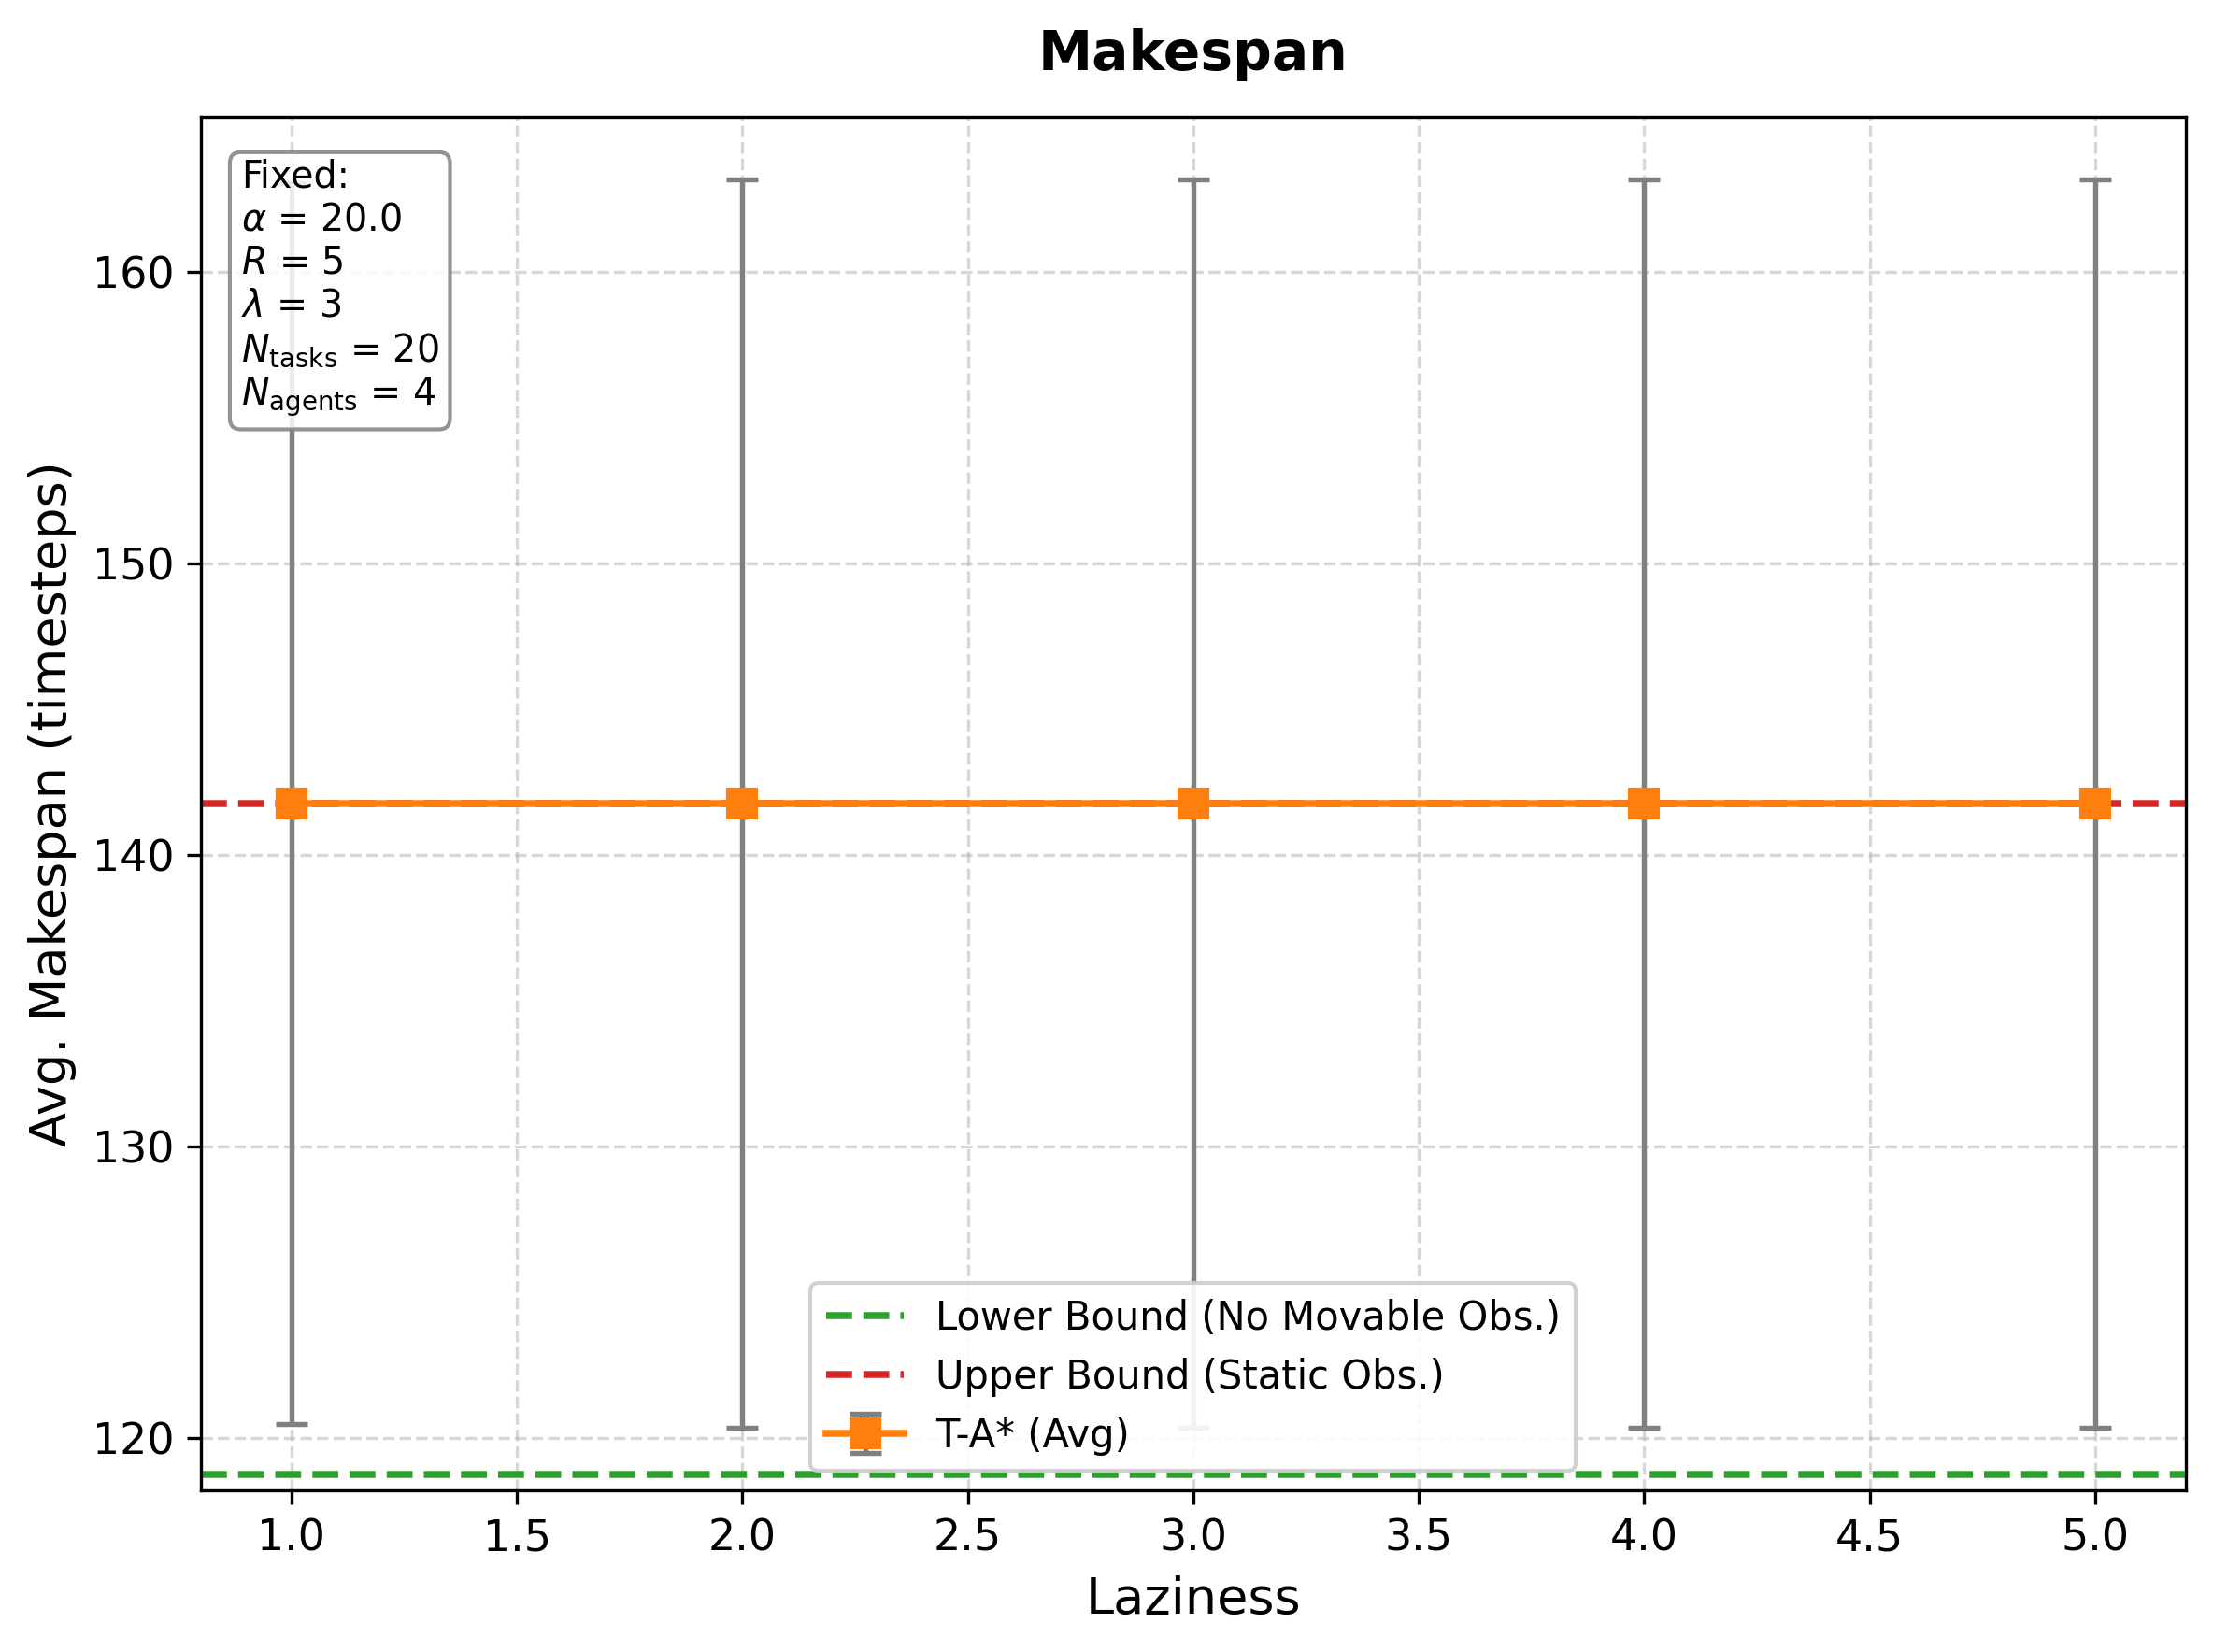 Makespan
Fixed:
α = 20.0
R = 5
λ = 3
N_tasks = 20
N_agents = 4
Avg. Makespan (timesteps)
160
150
140
130
120
Lower Bound (No Movable Obs.)
Upper Bound (Static Obs.)
T-A* (Avg)
1.0 1.5 2.0 2.5 3.0 3.5 4.0 4.5 5.0
Laziness